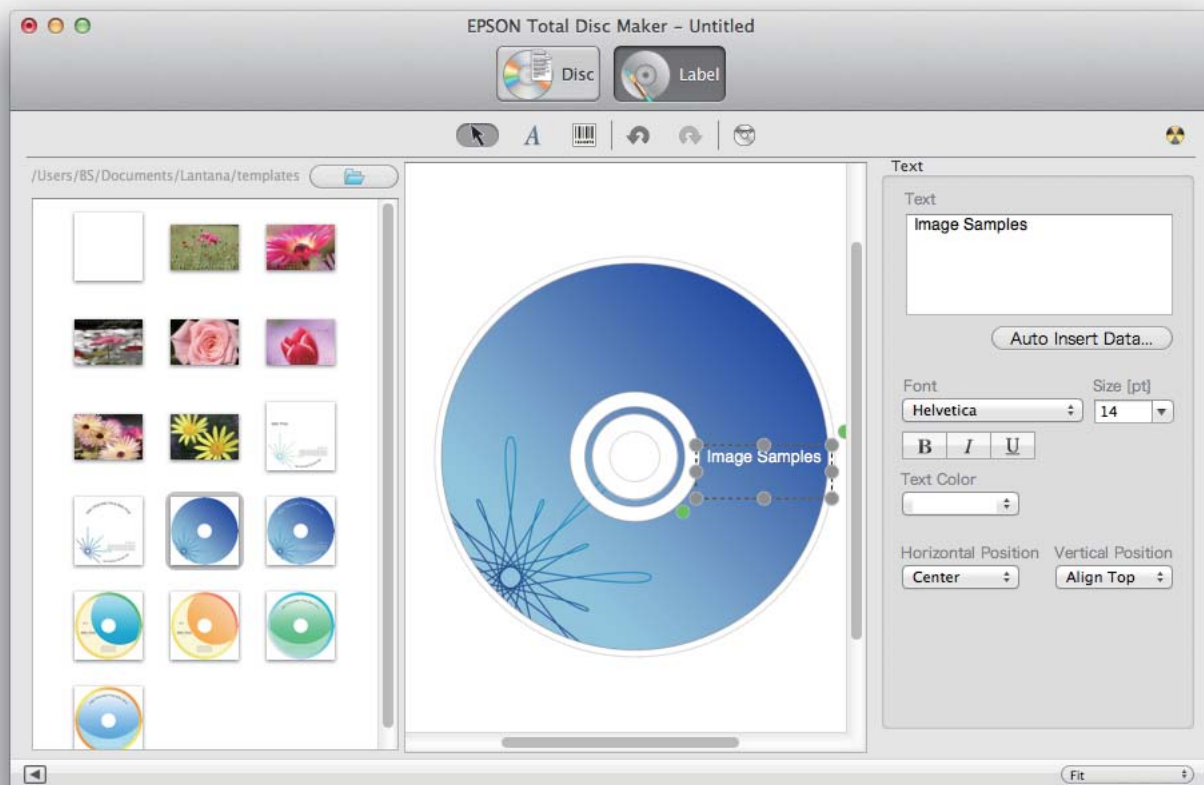 EPSON Total Disc Maker – Untitled
Disc
Label
A
/Users/BS/Documents/Lantana/templates
Text
Text
Image Samples
Auto Insert Data...
Font
Size [pt]
Helvetica
14
B I U
Text Color
Horizontal Position
Vertical Position
Center
Align Top
Image Samples
Fit